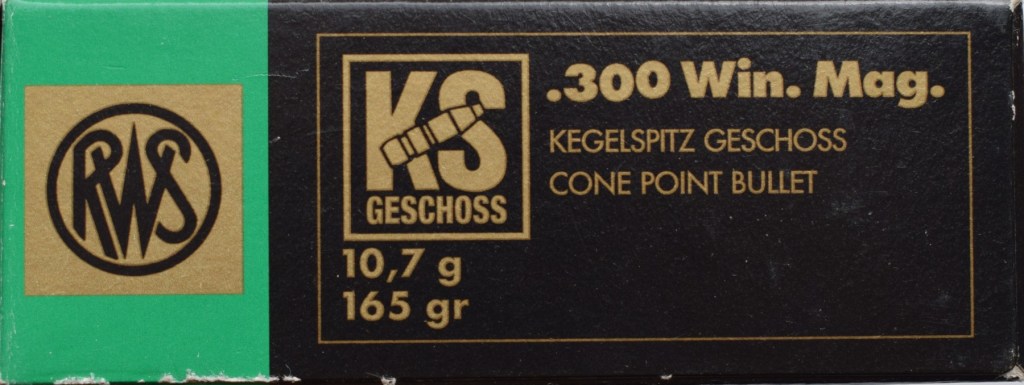 RWS
KS
GESCHOSS
10,7 g
165 gr
.300 Win. Mag.
KEGELSPITZ GESCHOSS
CONE POINT BULLET